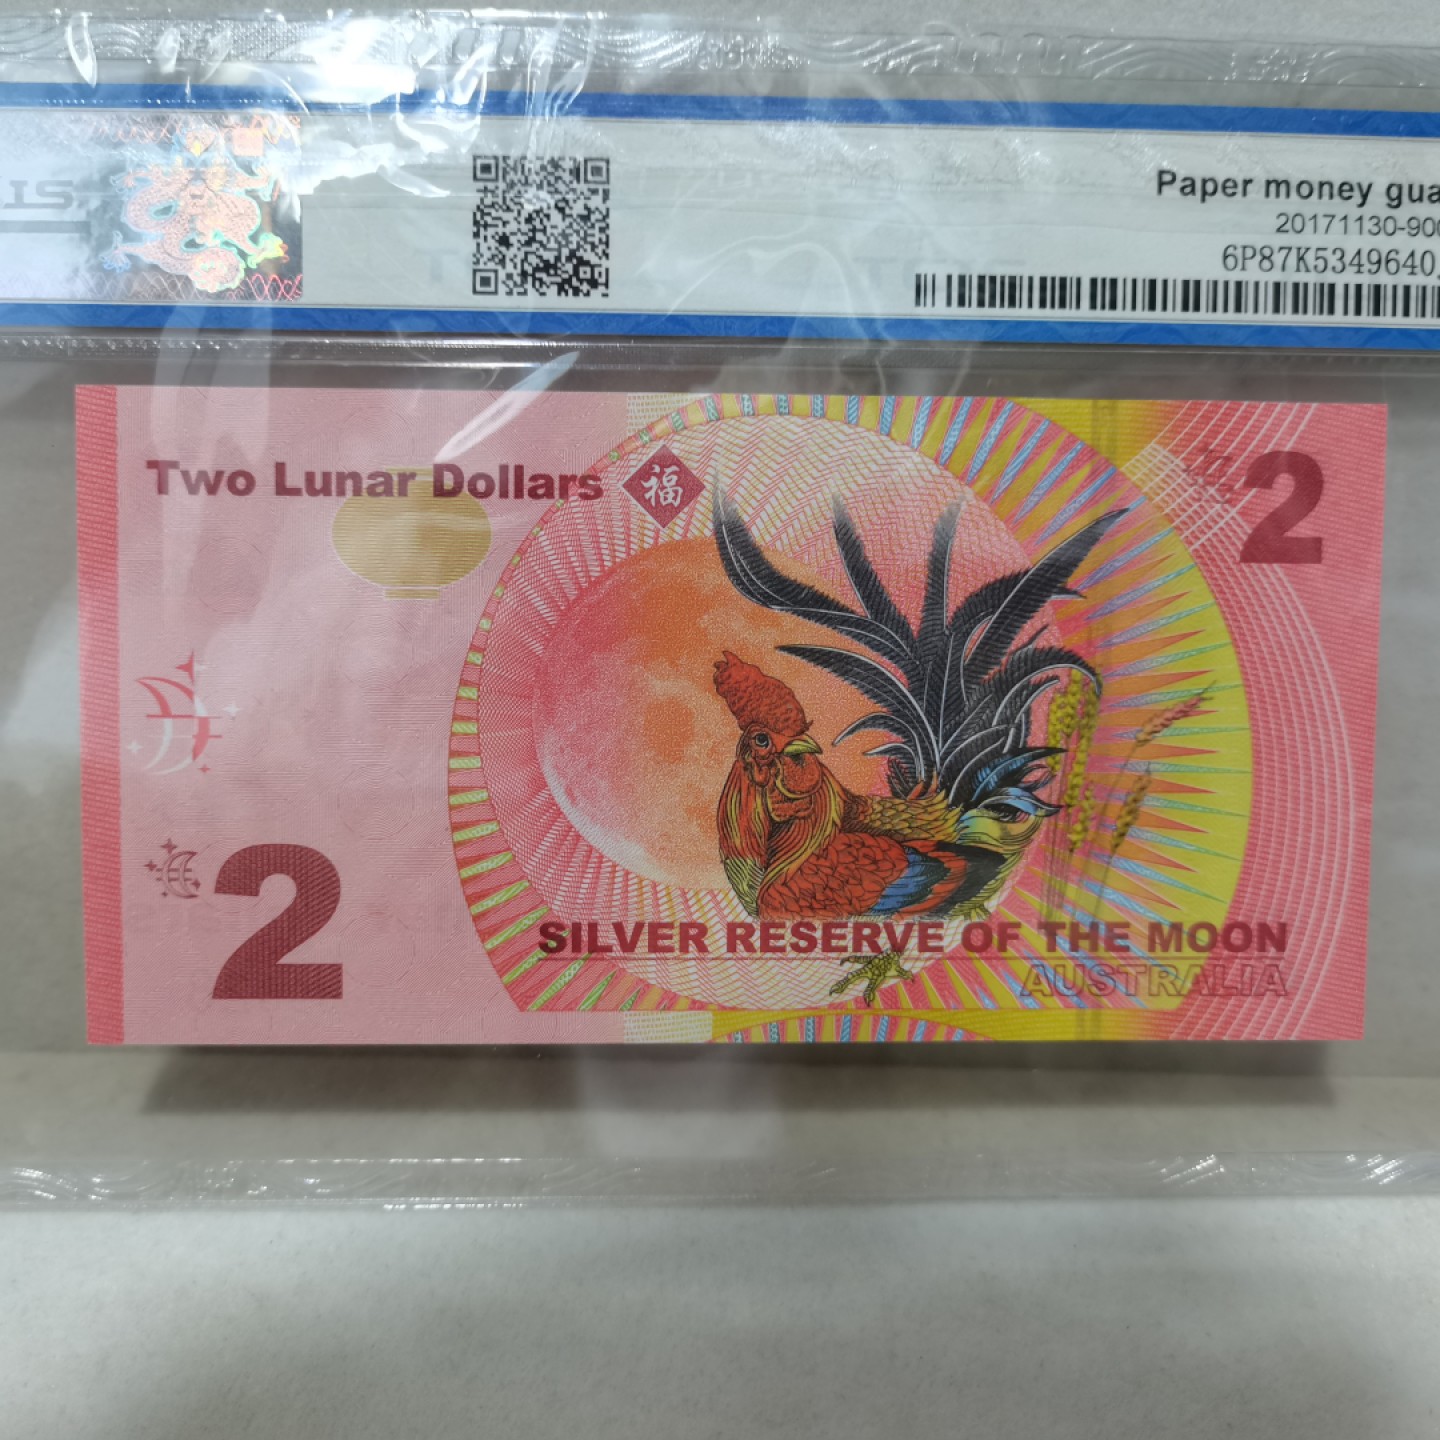 Paper money gua
20171130-900
6P87K5349640
Two Lunar Dollars 福
2
2
SILVER RESERVE OF THE MOON
AUSTRALIA